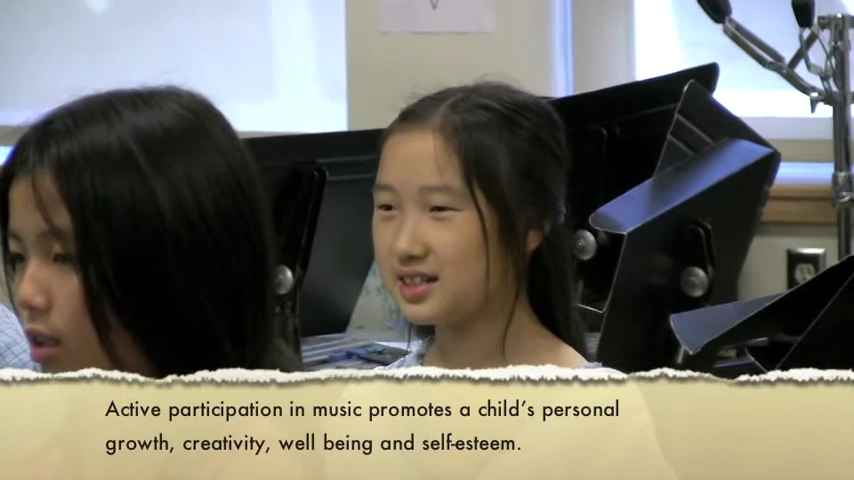 Active participation in music promotes a child's personal
growth, creativity, well being and self-esteem.